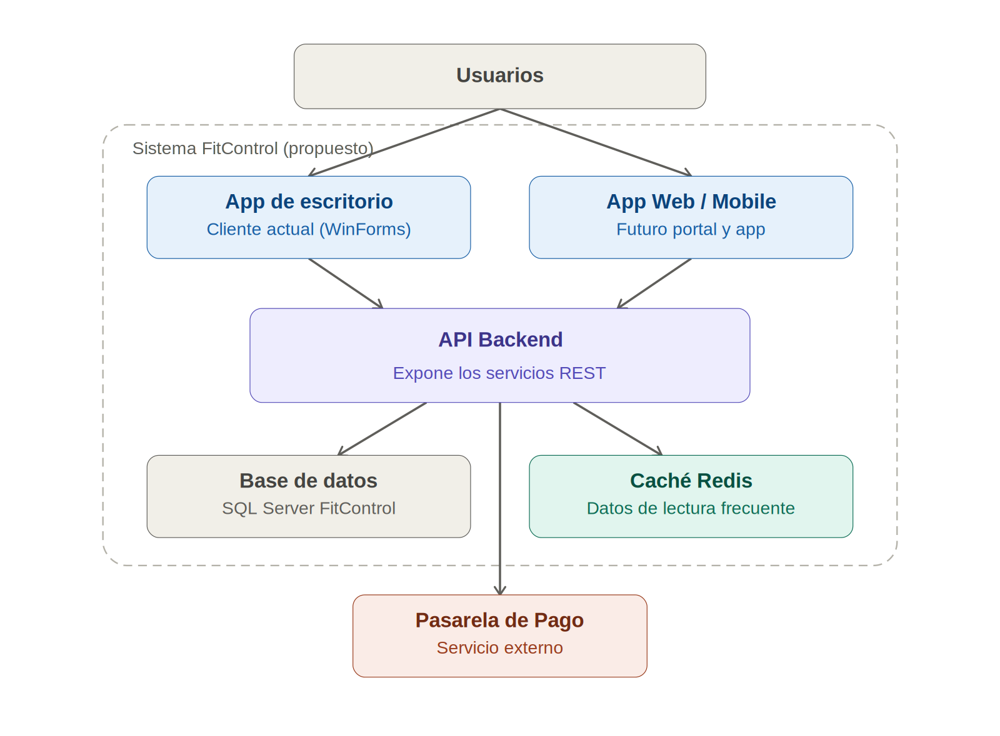 Usuarios
Sistema FitControl (propuesto)
App de escritorio
Cliente actual (WinForms)
App Web / Mobile
Futuro portal y app
API Backend
Expone los servicios REST
Base de datos
SQL Server FitControl
Caché Redis
Datos de lectura frecuente
Pasarela de Pago
Servicio externo